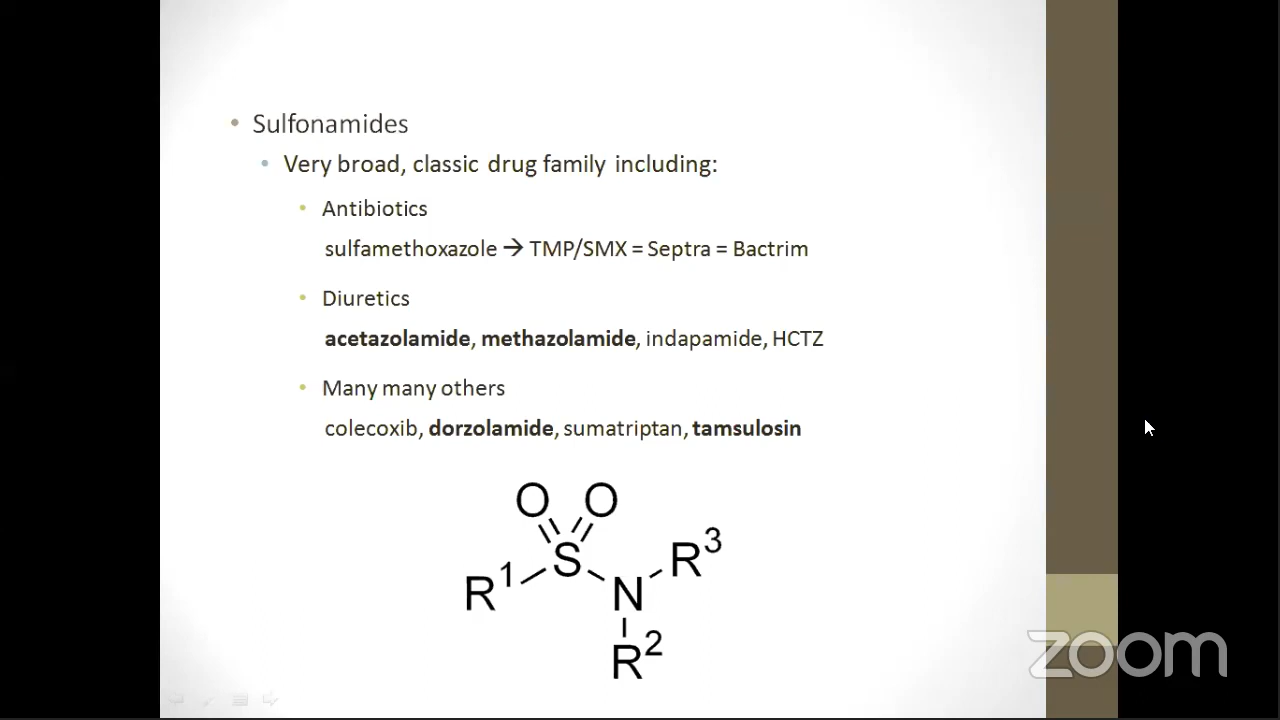 Sulfonamides
Very broad, classic drug family including:
Antibiotics
sulfamethoxazole → TMP/SMX = Septra = Bactrim
Diuretics
acetazolamide, methazolamide, indapamide, HCTZ
Many many others
colecoxib, dorzolamide, sumatriptan, tamsulosin
O O
R1 S N R3
R2
zoom